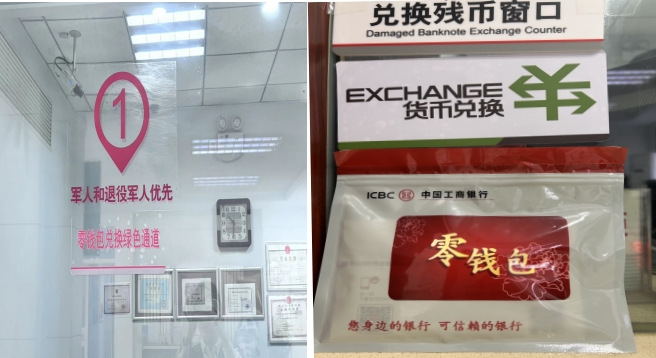 1
军人和退役军人优先
零钱包兑换绿色通道
兑换残币窗口
Damaged Banknote Exchange Counter
EXCHANGE
货币兑换
ICBC 中国工商银行
零钱包
您身边的银行 可信赖的银行